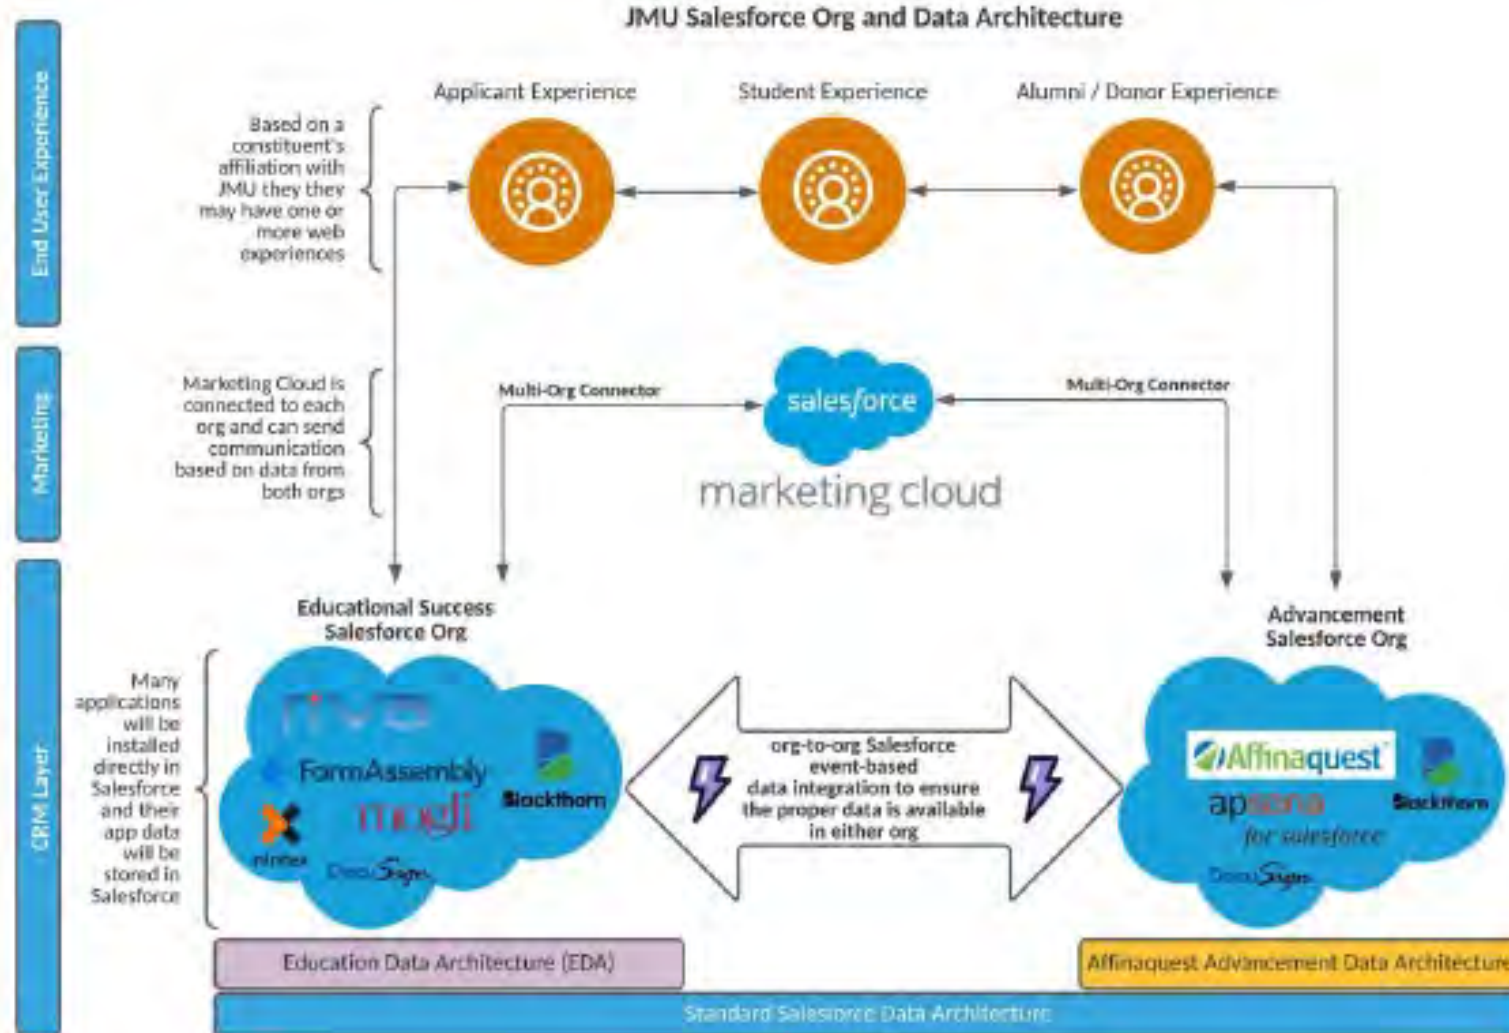 JMU Salesforce Org and Data Architecture
End User Experience
Applicant Experience
Student Experience
Alumni / Donor Experience
Based on a
constituent's
affiliation with
JMU they they
may have one or
more web
experiences
Marketing
Marketing Cloud is
connected to each
org and can send
communication
based on data from
both orgs
Multi-Org Connector
salesforce
marketing cloud
Multi-Org Connector
CRM Layer
Educational Success
Salesforce Org
Advancement
Salesforce Org
Many
applications
will be
installed
directly in
Salesforce
and their
app data
will be
stored in
Salesforce
FormAssembly
mogli
Blackthorn
nintex
DocuSign
org-to-org Salesforce
event-based
data integration to ensure
the proper data is available
in either org
Affinaquest
apsona
for salesforce
Blackthorn
DocuSign
Education Data Architecture (EDA)
Affinaquest Advancement Data Architecture
Standard Salesforce Data Architecture